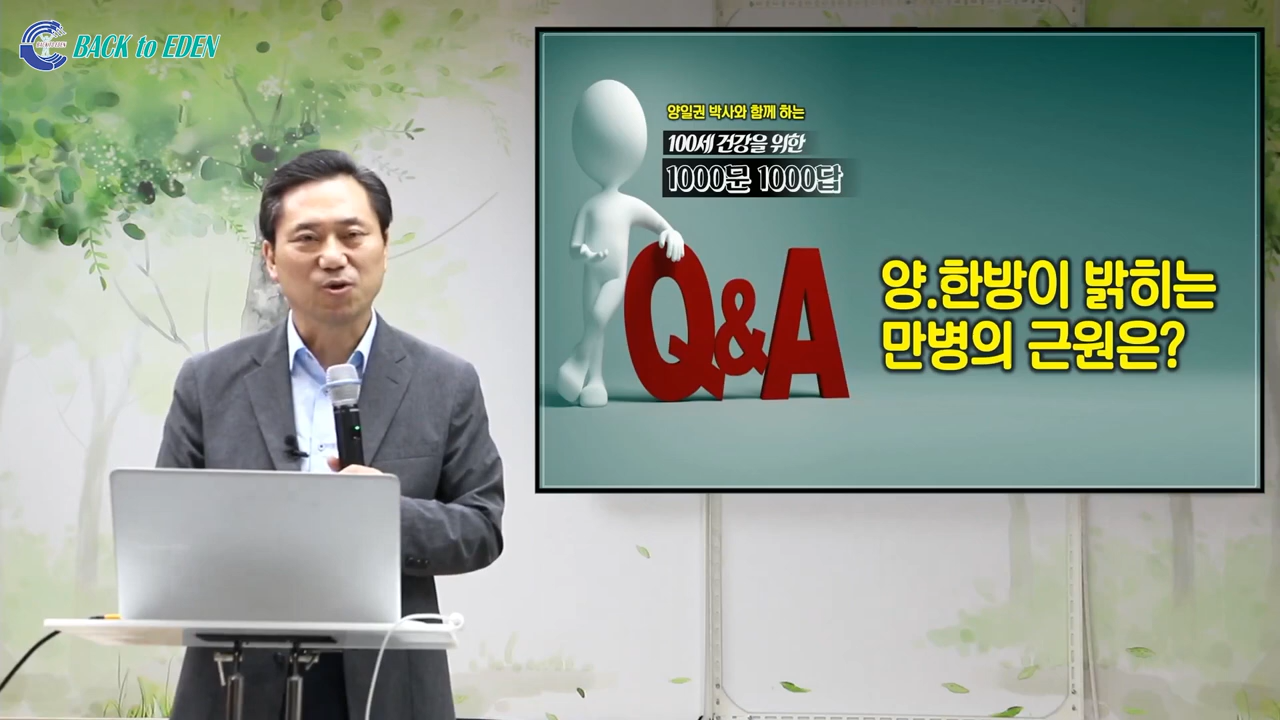 BACK to EDEN
양일권 박사와 함께 하는
100세 건강을 위한
1000문 1000답
Q&A
양.한방이 밝히는
만병의 근원은?